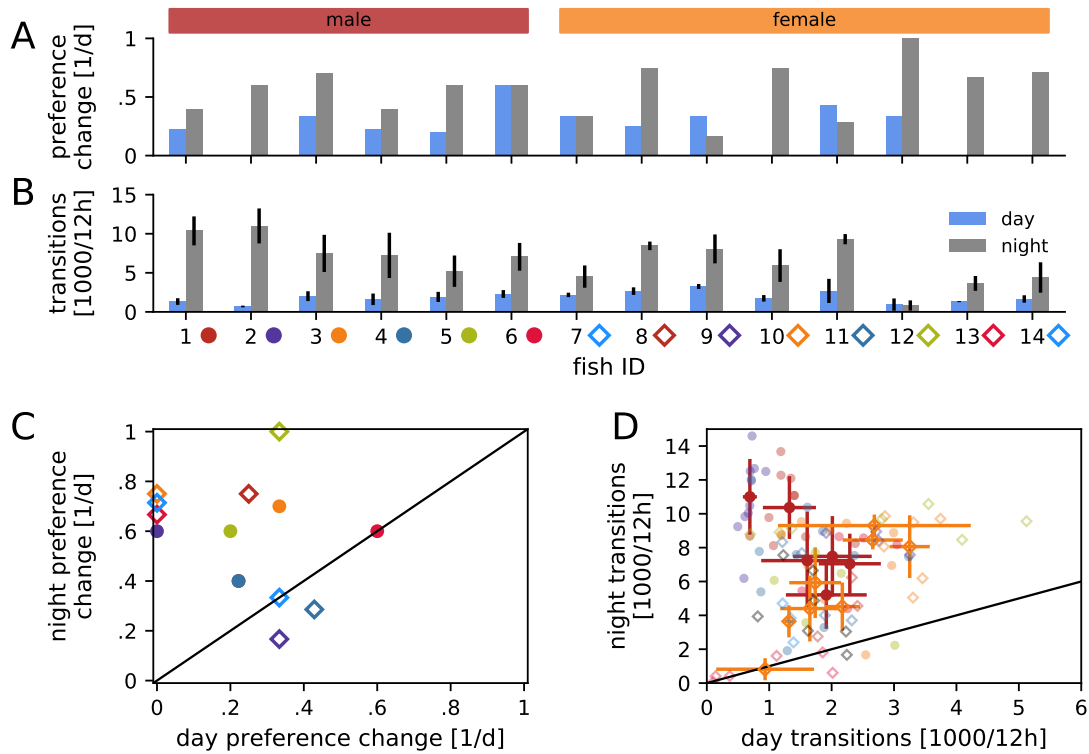 A
male
female
preference
change [1/d]
1
.5
0
B
transitions
[1000/12h]
15
10
5
0
day
night
1 2 3 4 5 6 7 8 9 10 11 12 13 14
fish ID
C
night preference
change [1/d]
1
.8
.6
.4
.2
0
0 .2 .4 .6 .8 1
day preference change [1/d]
D
night transitions
[1000/12h]
14
12
10
8
6
4
2
0
0 1 2 3 4 5 6
day transitions [1000/12h]